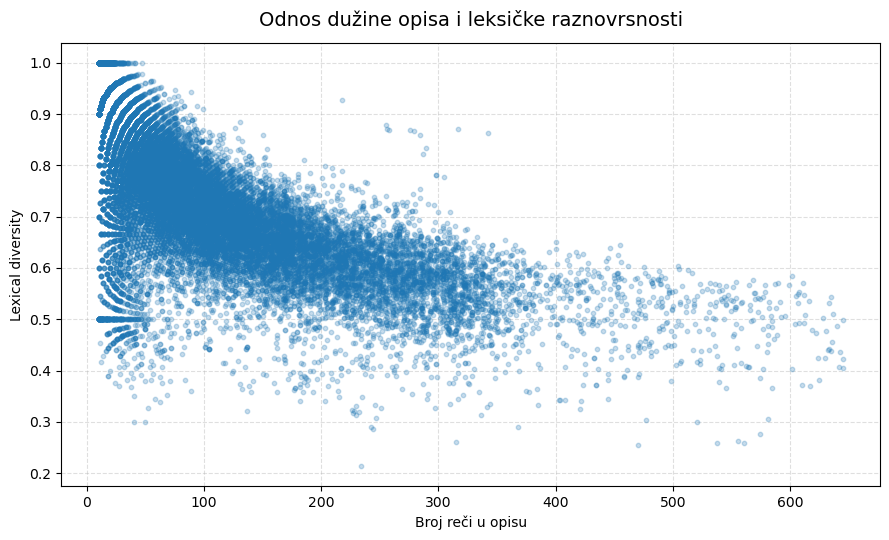 Odnos dužine opisa i leksičke raznovrsnosti
1.0
0.9
0.8
0.7
0.6
0.5
0.4
0.3
0.2
Lexical diversity
0 100 200 300 400 500 600
Broj reči u opisu